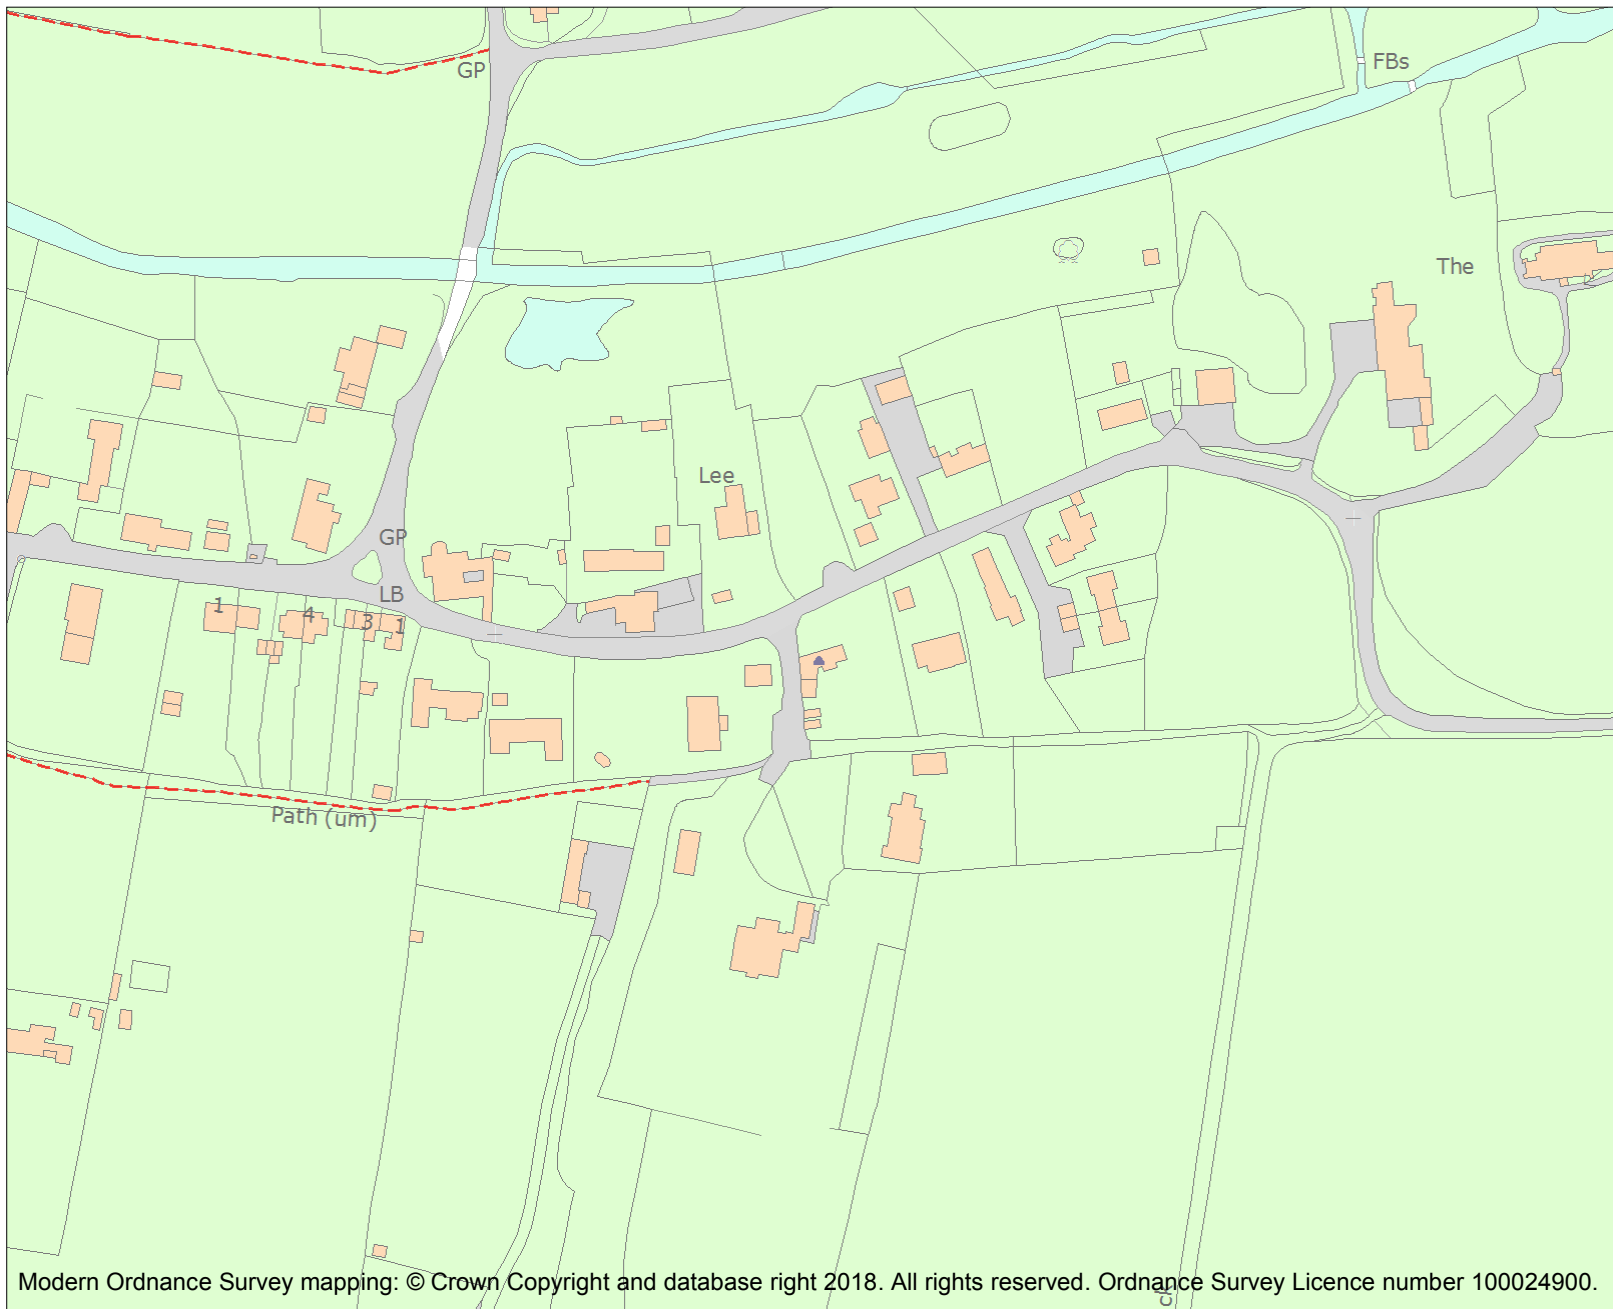 GP
FBs
The
Lee
GP
LB
1
4
3
1
Path (um)
Modern Ordnance Survey mapping: © Crown Copyright and database right 2018. All rights reserved. Ordnance Survey Licence number 100024900.